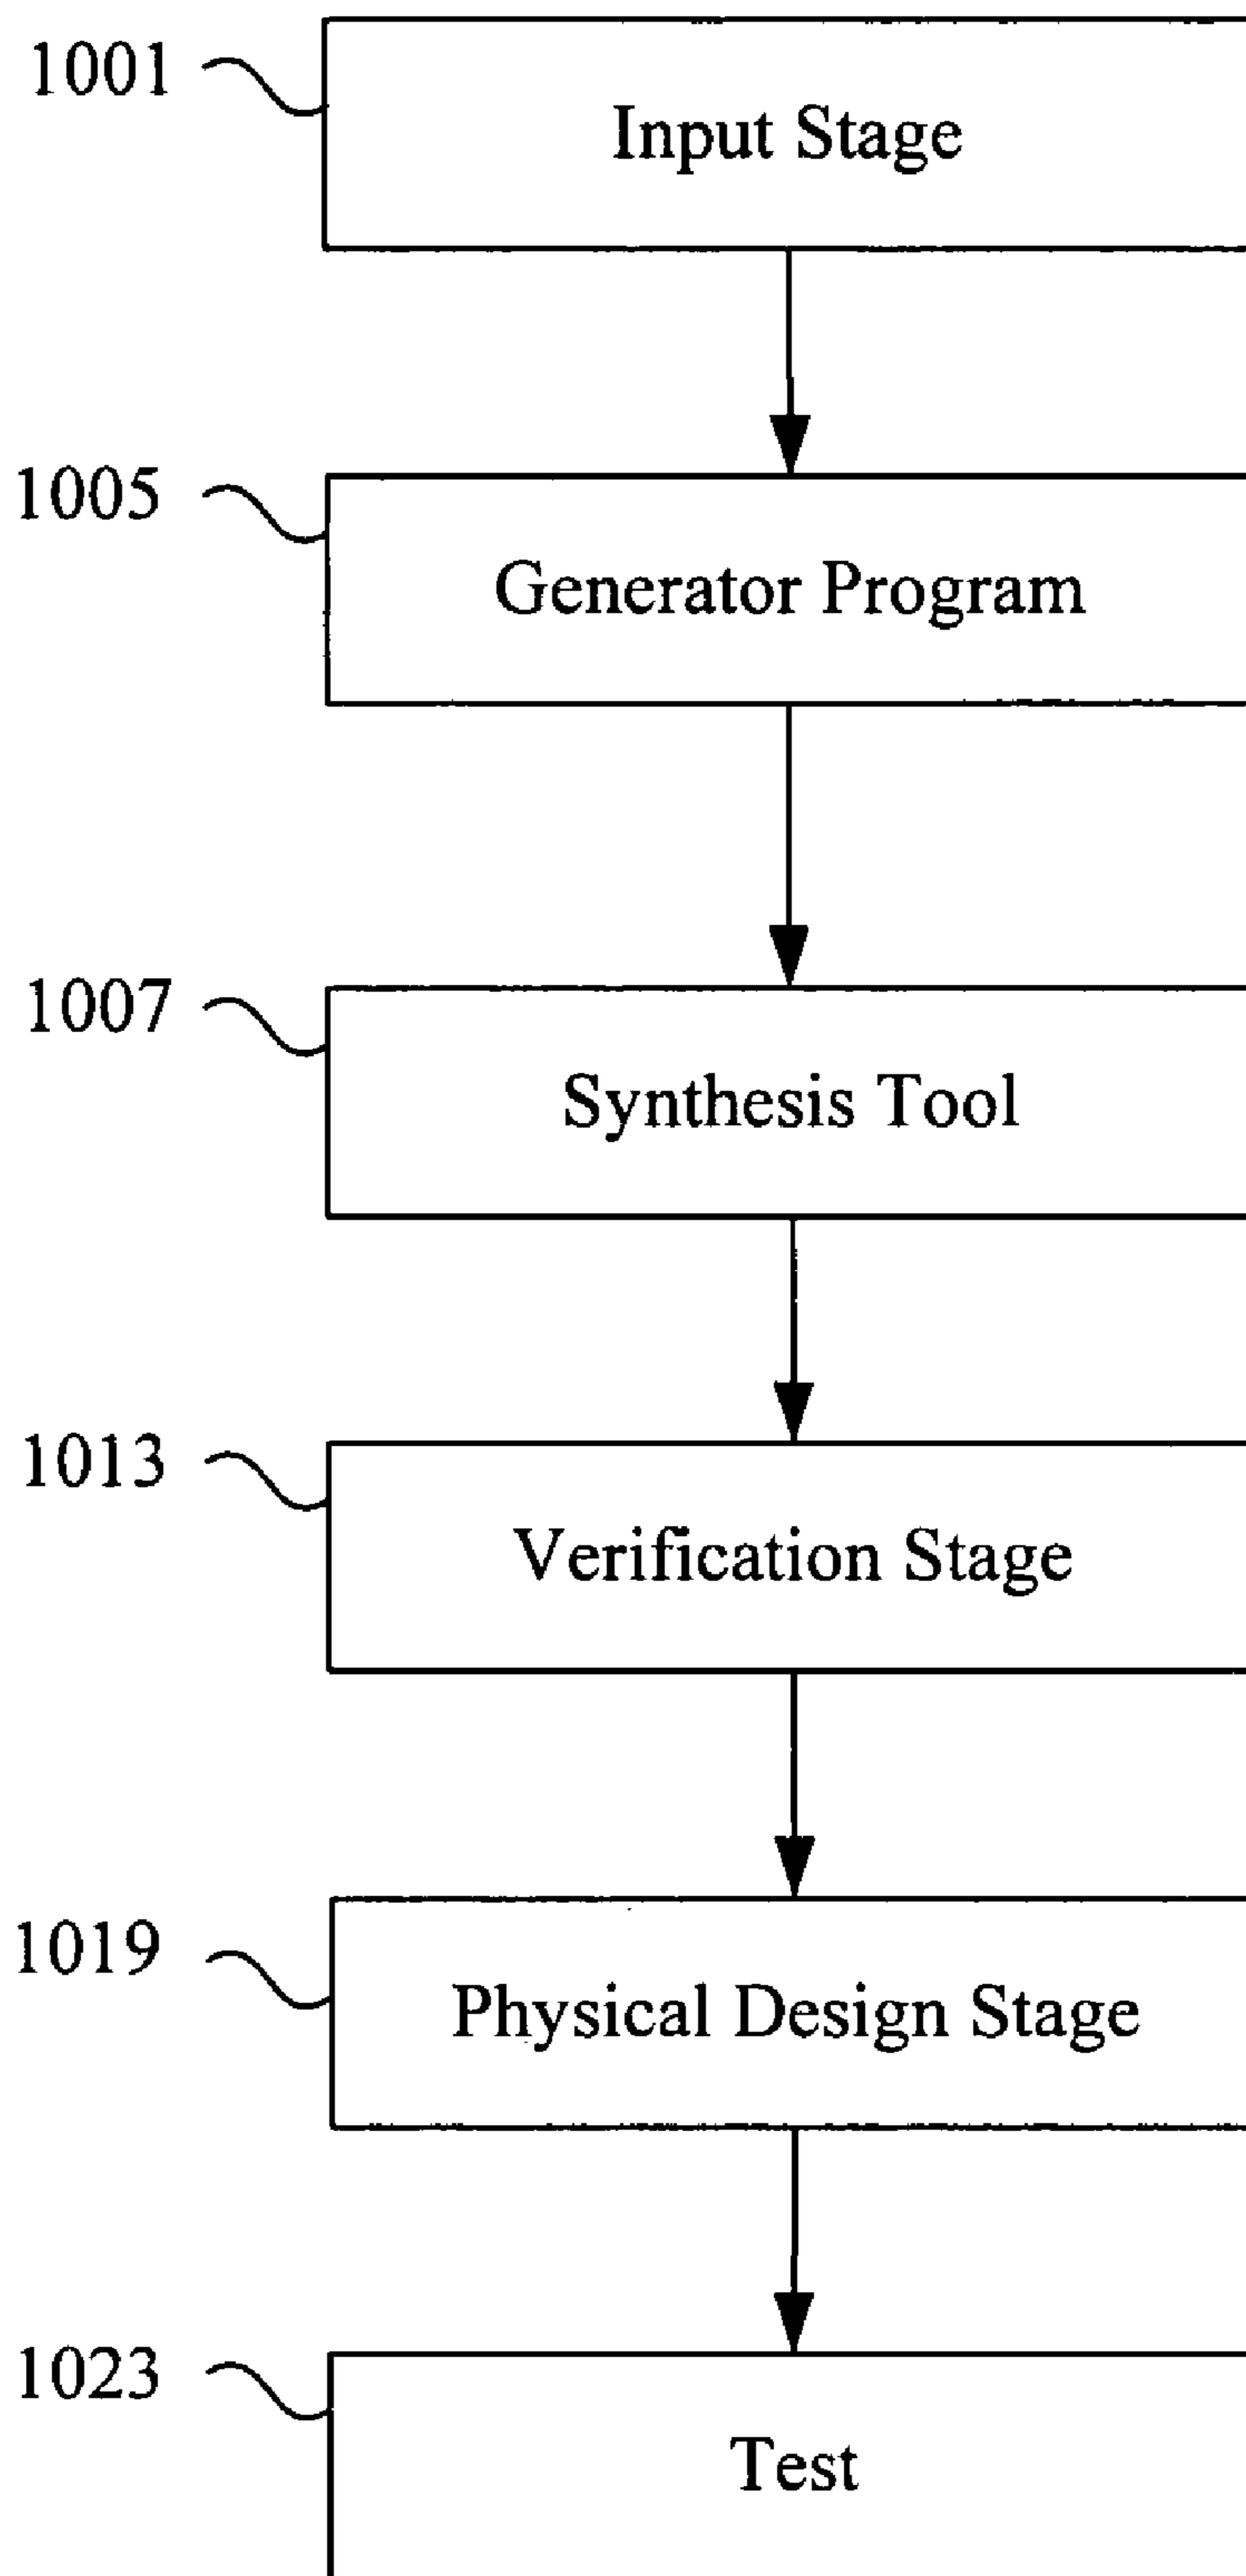 1001
Input Stage
1005
Generator Program
1007
Synthesis Tool
1013
Verification Stage
1019
Physical Design Stage
1023
Test